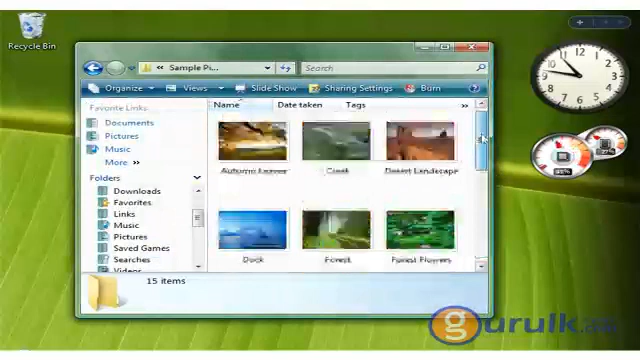 Recycle Bin
Sample Pi...
Search
Organize
Views
Slide Show
Sharing Settings
Burn
Favorite Links
Documents
Pictures
Music
More »
Folders
Downloads
Favorites
Links
Music
Pictures
Saved Games
Searches
Videos
Name
Date taken
Tags
Autumn Leaves
Creek
Desert Landscape
Dock
Forest
Forest Flowers
15 items
gurulk.as